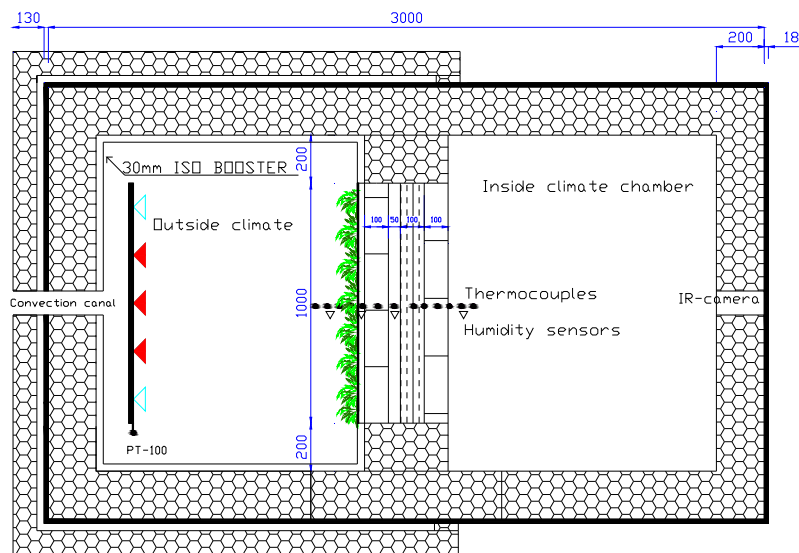 130
3000
200
18
30mm ISO BOOSTER
200
Inside climate chamber
Outside climate
100
50
100
100
Convection canal
1000
Thermocouples
IR-camera
Humidity sensors
PT-100
200